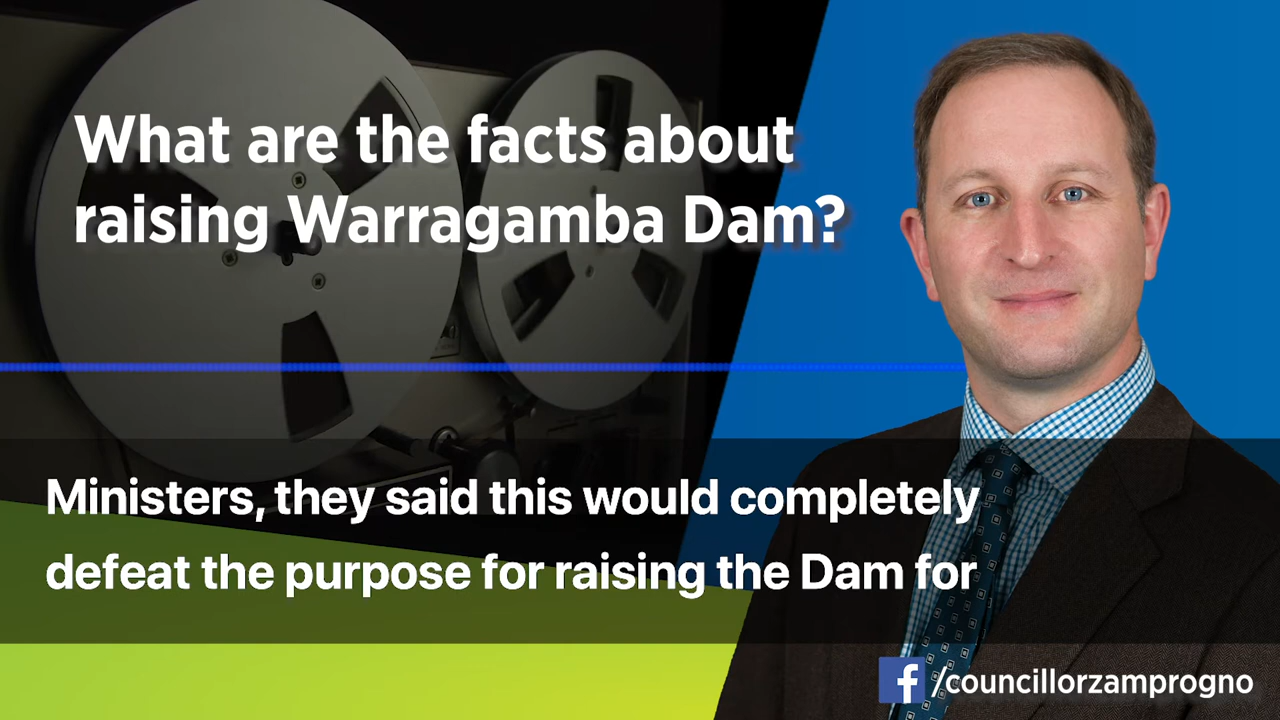 What are the facts about
raising Warragamba Dam?
Ministers, they said this would completely
defeat the purpose for raising the Dam for
f /councillorzamprogno